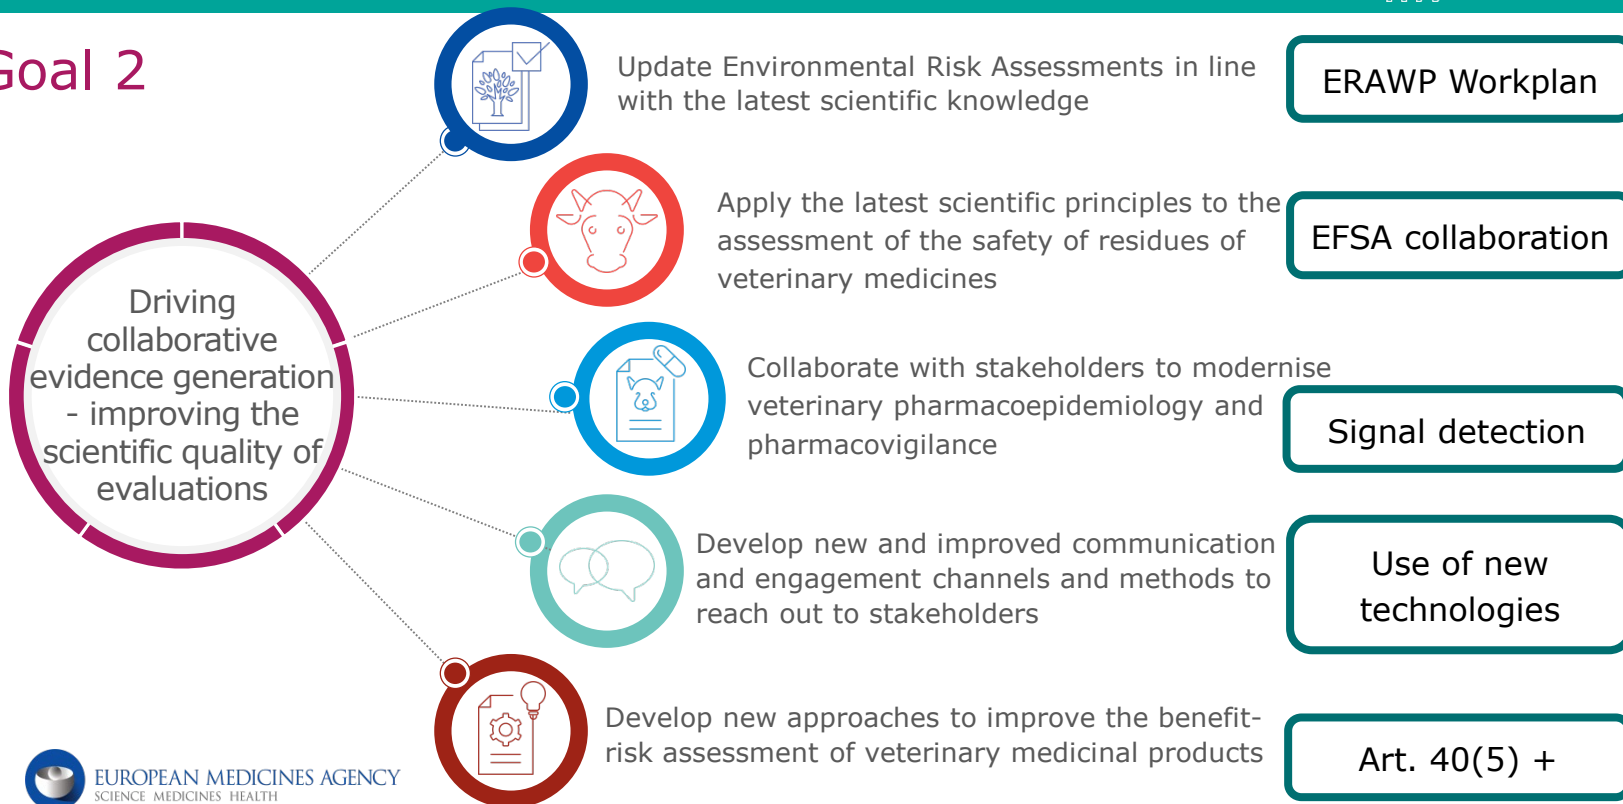 Goal 2
Driving
collaborative
evidence generation
- improving the
scientific quality of
evaluations
Update Environmental Risk Assessments in line
with the latest scientific knowledge
ERAWP Workplan
Apply the latest scientific principles to the
assessment of the safety of residues of
veterinary medicines
EFSA collaboration
Collaborate with stakeholders to modernise
veterinary pharmacoepidemiology and
pharmacovigilance
Signal detection
Develop new and improved communication
and engagement channels and methods to
reach out to stakeholders
Use of new
technologies
Develop new approaches to improve the benefit-
risk assessment of veterinary medicinal products
Art. 40(5) +
EUROPEAN MEDICINES AGENCY
SCIENCE MEDICINES HEALTH